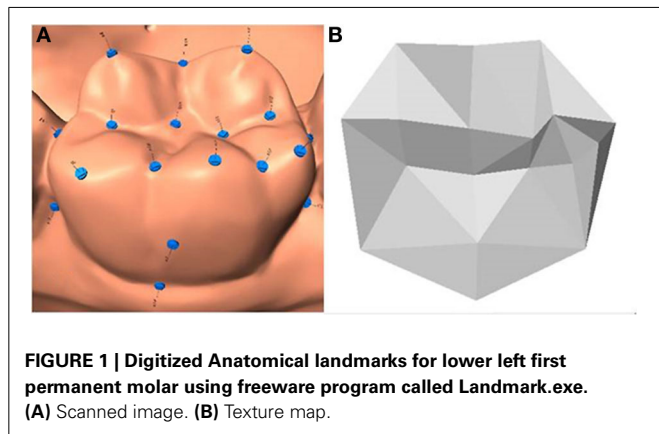 A
B
FIGURE 1 | Digitized Anatomical landmarks for lower left first
permanent molar using freeware program called Landmark.exe.
(A) Scanned image. (B) Texture map.